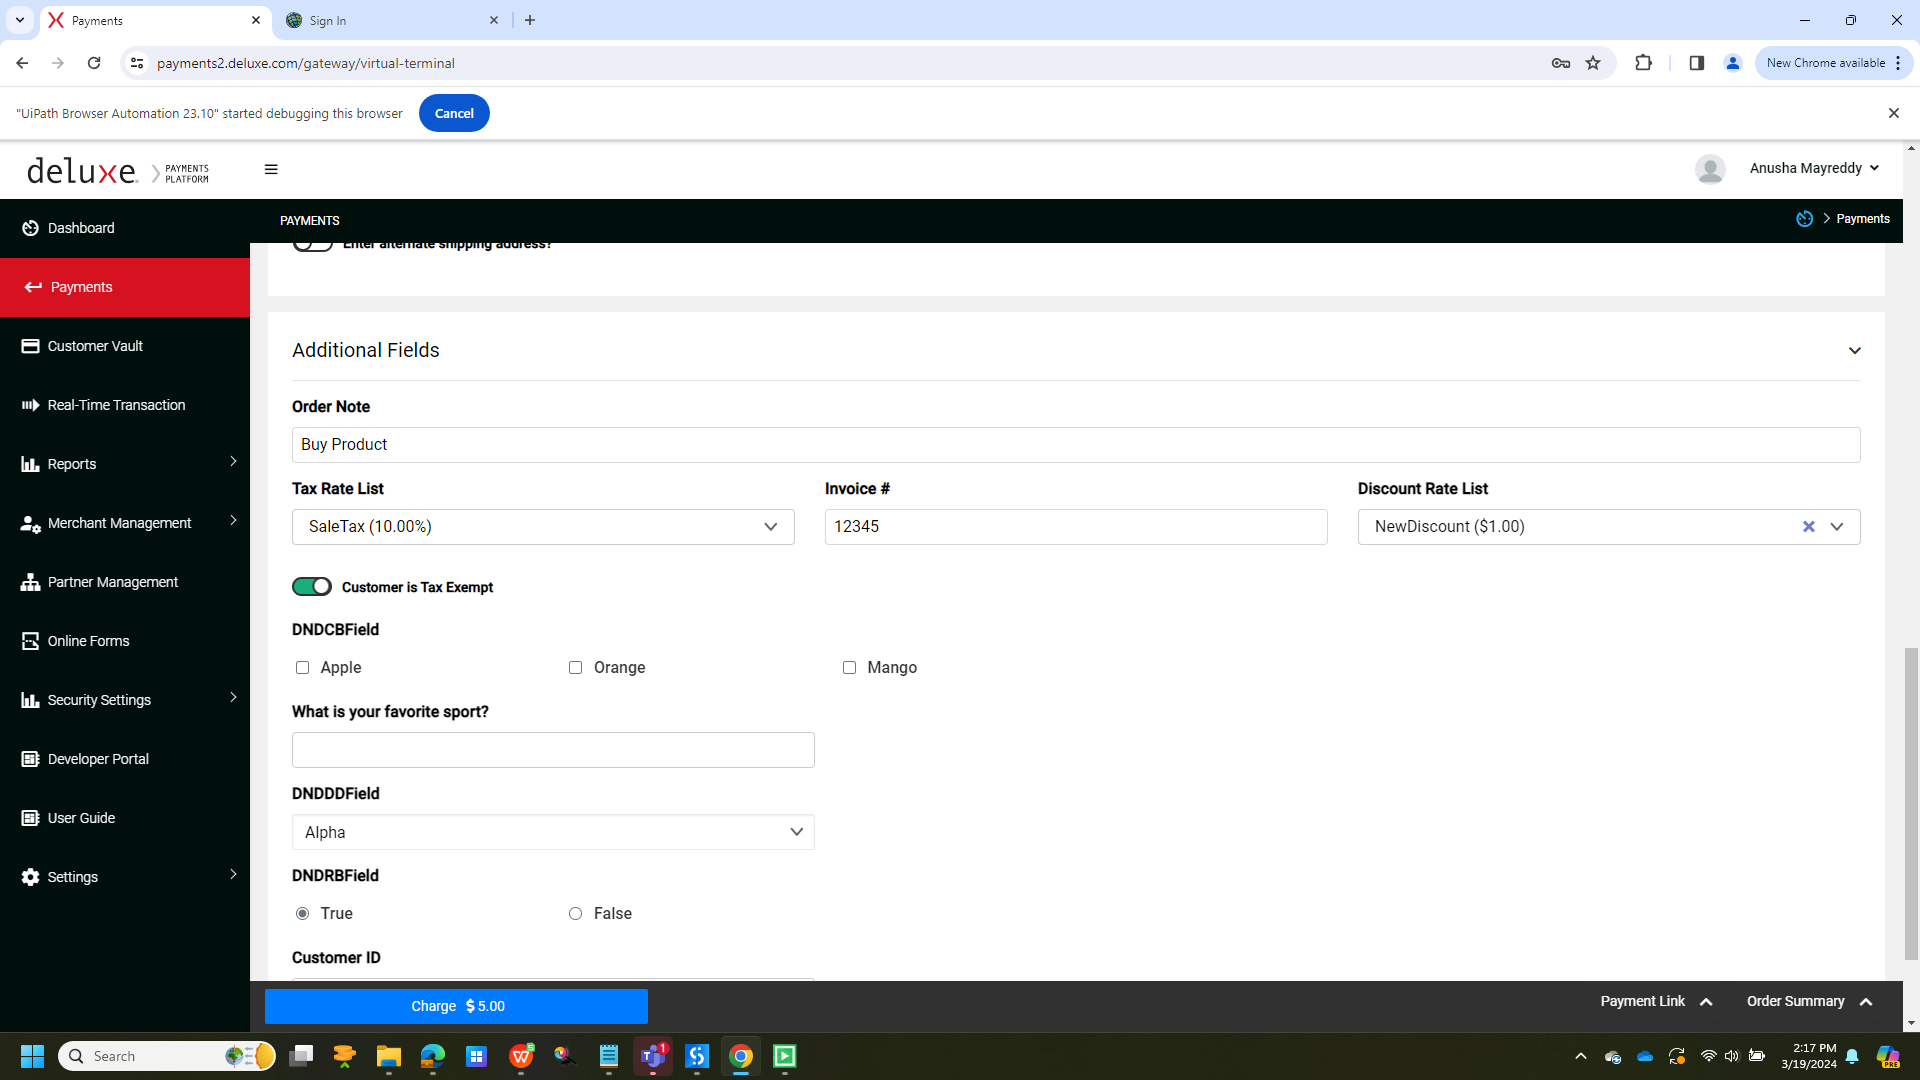 Payments
Sign In
payments2.deluxe.com/gateway/virtual-terminal
New Chrome available
"UiPath Browser Automation 23.10" started debugging this browser
Cancel
deluxe. PAYMENTS PLATFORM
Anusha Mayreddy
PAYMENTS
Payments
Dashboard
Payments
Customer Vault
Real-Time Transaction
Reports
Merchant Management
Partner Management
Online Forms
Security Settings
Developer Portal
User Guide
Settings
Enter alternate shipping address?
Additional Fields
Order Note
Buy Product
Tax Rate List
Invoice #
Discount Rate List
SaleTax (10.00%)
12345
NewDiscount ($1.00)
Customer is Tax Exempt
DNDCBField
Apple
Orange
Mango
What is your favorite sport?
DNDDDField
Alpha
DNDRBField
True
False
Customer ID
Charge $ 5.00
Payment Link
Order Summary
Search
1
2:17 PM
3/19/2024
PRE